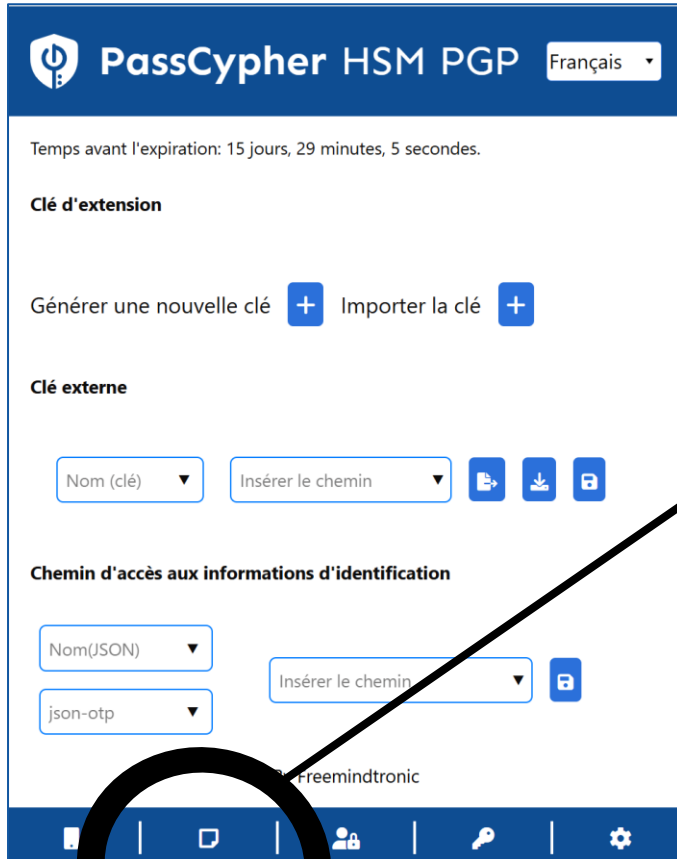 PassCypher HSM PGP
Français
Temps avant l'expiration: 15 jours, 29 minutes, 5 secondes.
Clé d'extension
Générer une nouvelle clé
Importer la clé
Clé externe
Nom (clé)
Insérer le chemin
Chemin d'accès aux informations d'identification
Nom(JSON)
Insérer le chemin
json-otp
Freemindtronic